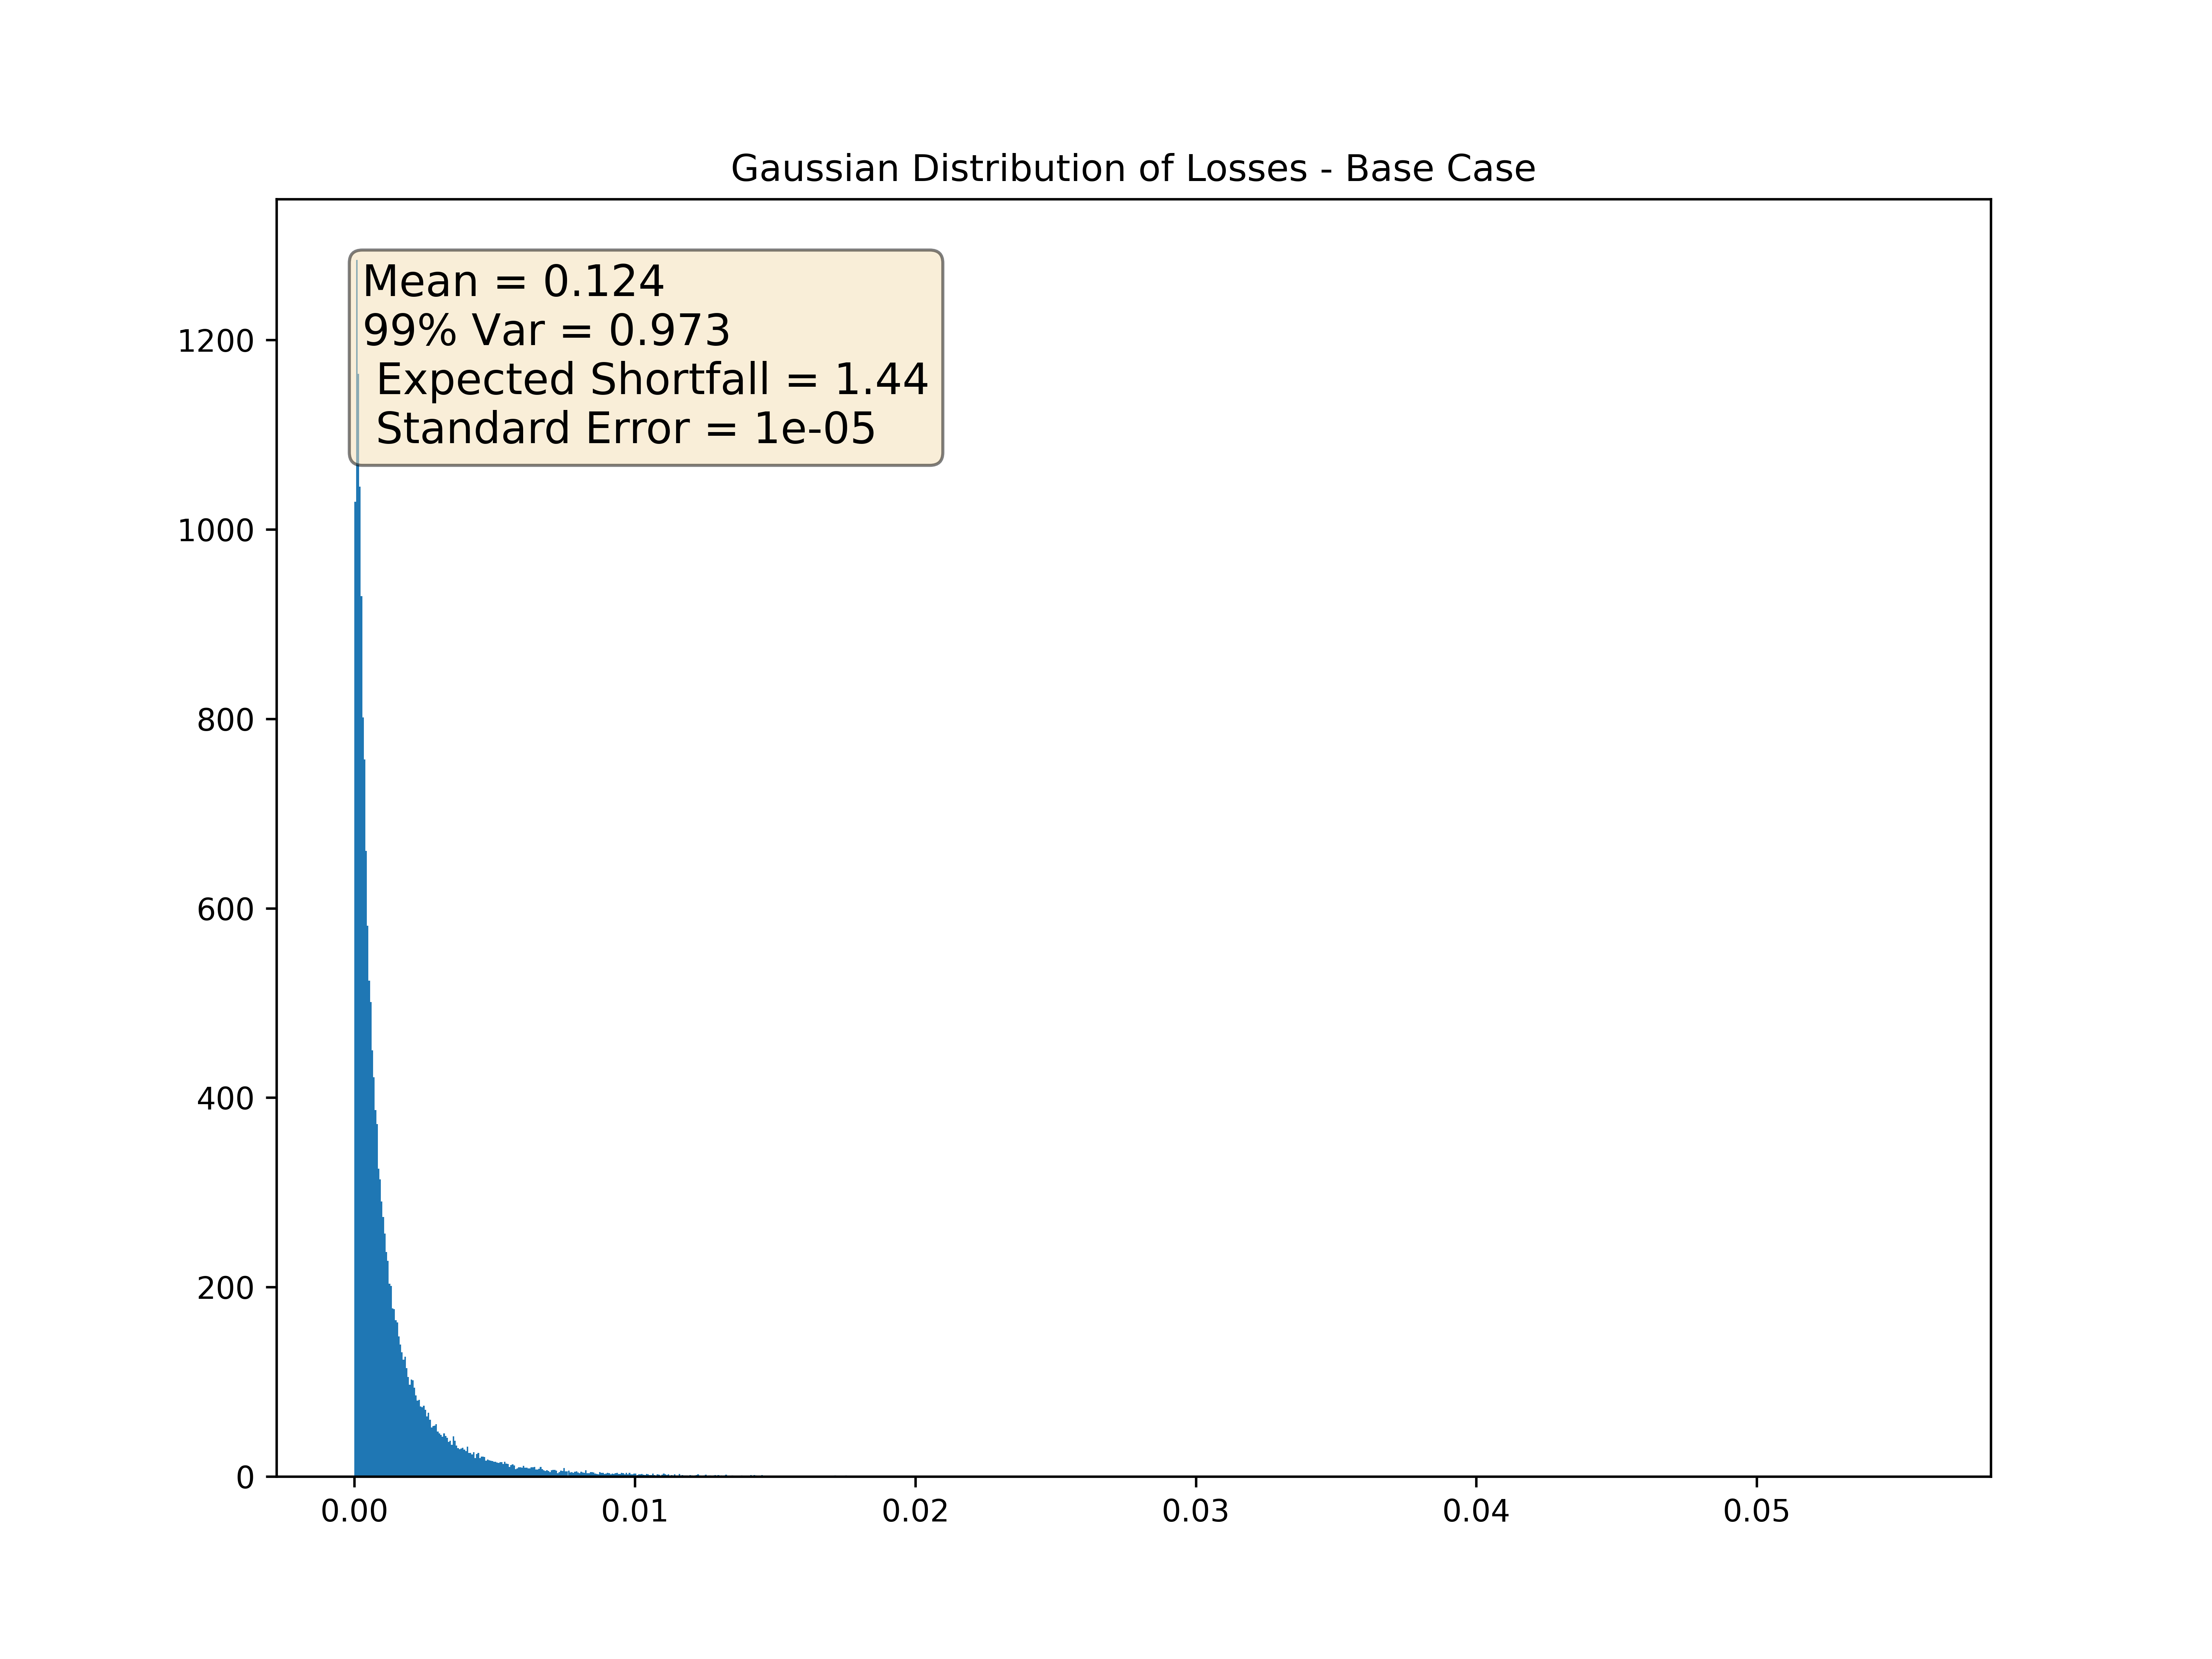 Gaussian Distribution of Losses - Base Case
Mean = 0.124
99% Var = 0.973
Expected Shortfall = 1.44
Standard Error = 1e-05
1200
1000
800
600
400
200
0
0.00 0.01 0.02 0.03 0.04 0.05